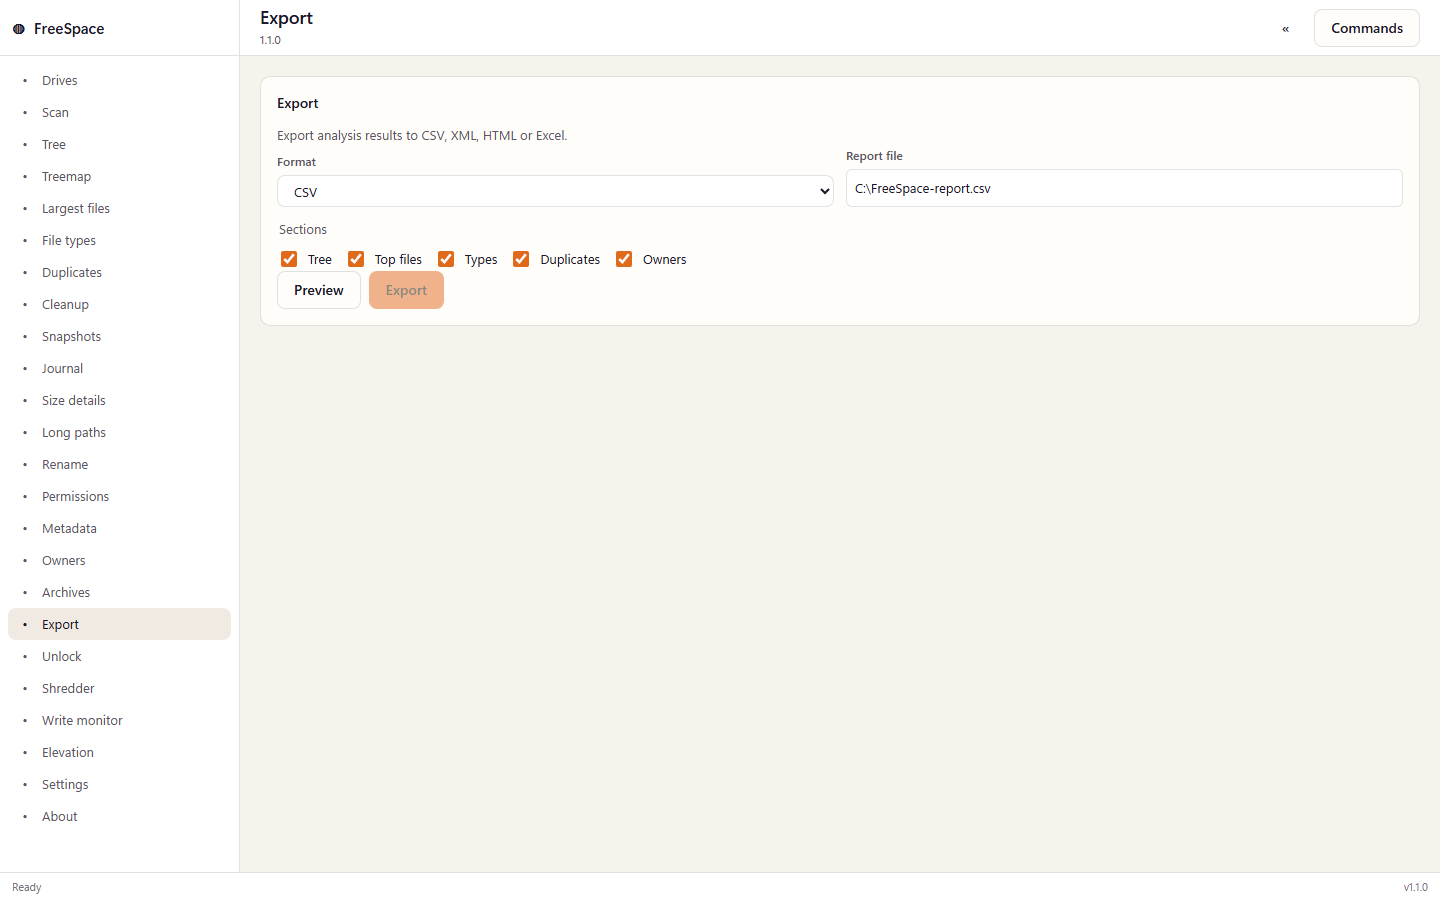 FreeSpace
Export
1.1.0
«
Commands
• Drives
• Scan
• Tree
• Treemap
• Largest files
• File types
• Duplicates
• Cleanup
• Snapshots
• Journal
• Size details
• Long paths
• Rename
• Permissions
• Metadata
• Owners
• Archives
• Export
• Unlock
• Shredder
• Write monitor
• Elevation
• Settings
• About
Export
Export analysis results to CSV, XML, HTML or Excel.
Format
CSV
Report file
C:\FreeSpace-report.csv
Sections
Tree Top files Types Duplicates Owners
Preview Export
Ready
v1.1.0